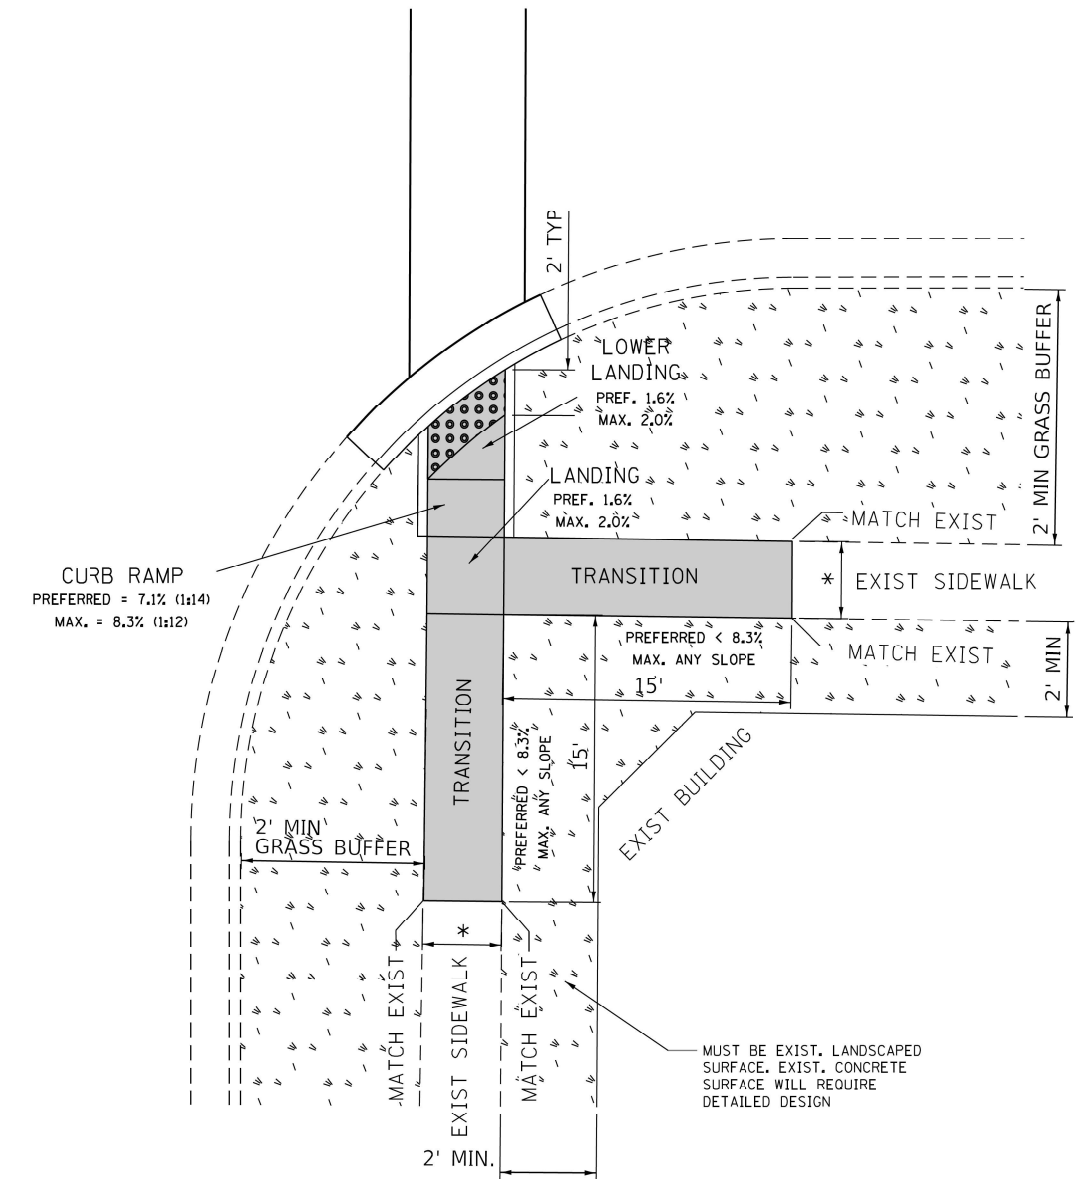 2' TYP
LOWER
LANDING
PREF. 1.6%
MAX. 2.0%
LANDING
PREF. 1.6%
MAX. 2.0%
2' MIN GRASS BUFFER
MATCH EXIST
CURB RAMP
PREFERRED = 7.1% (1:14)
MAX. = 8.3% (1:12)
TRANSITION
* EXIST SIDEWALK
PREFERRED < 8.3%
MAX. ANY SLOPE
MATCH EXIST
15'
2' MIN
TRANSITION
PREFERRED < 8.3%
MAX. ANY SLOPE
15'
EXIST BUILDING
2' MIN
GRASS BUFFER
*
MATCH EXIST
EXIST SIDEWALK
MATCH EXIST
MUST BE EXIST. LANDSCAPED
SURFACE. EXIST. CONCRETE
SURFACE WILL REQUIRE
DETAILED DESIGN
2' MIN.